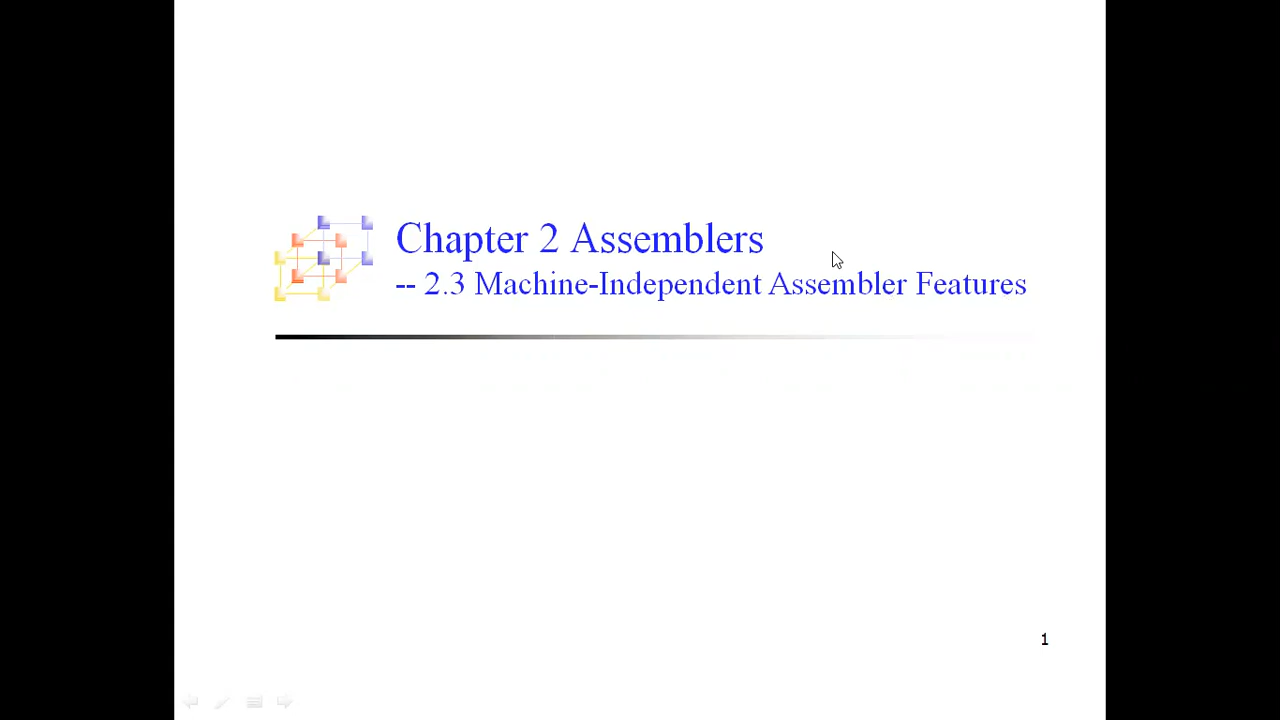 Chapter 2 Assemblers
-- 2.3 Machine-Independent Assembler Features
1